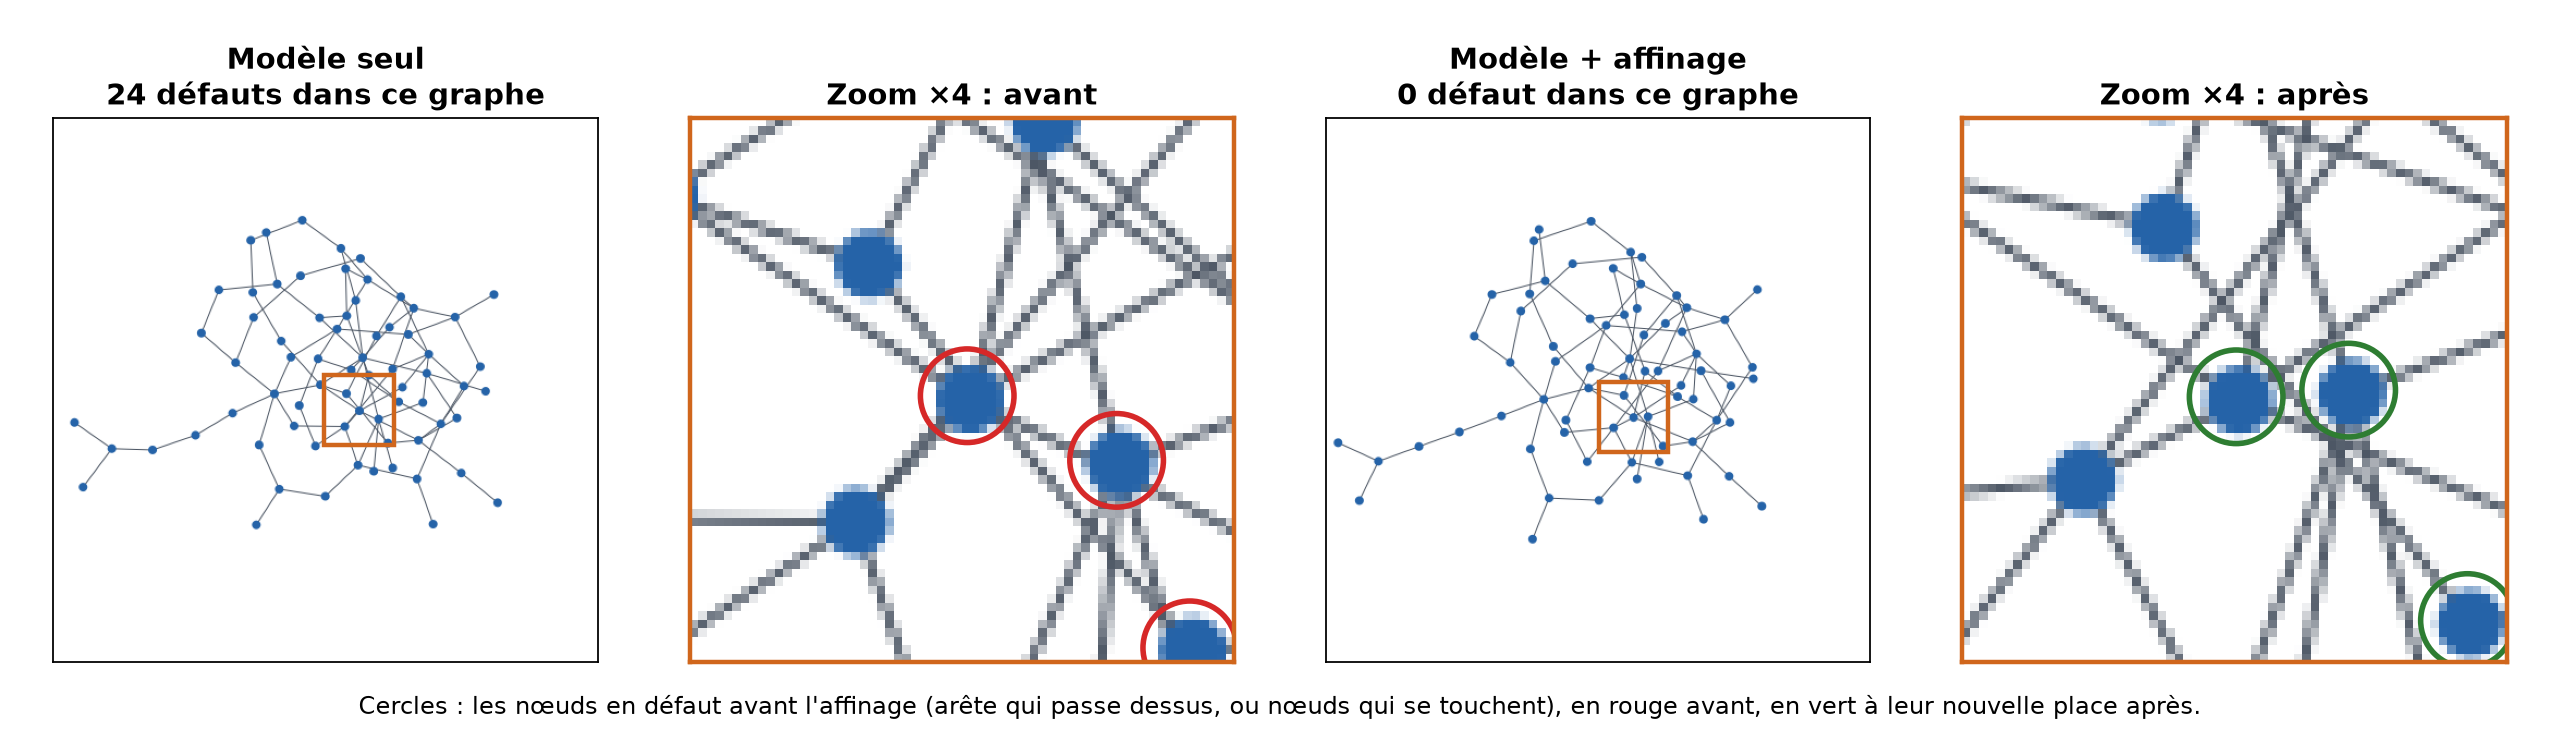 Modèle seul
24 défauts dans ce graphe
Zoom ×4 : avant
Modèle + affinage
0 défaut dans ce graphe
Zoom ×4 : après
Cercles : les nœuds en défaut avant l'affinage (arête qui passe dessus, ou nœuds qui se touchent), en rouge avant, en vert à leur nouvelle place après.